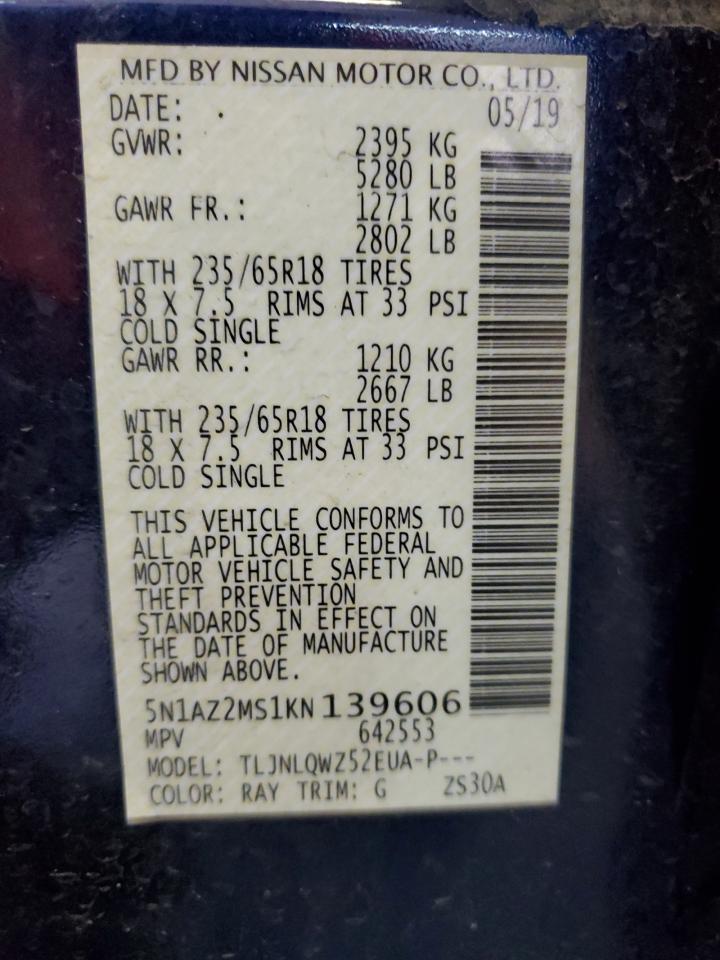 MFD BY NISSAN MOTOR CO., LTD.
DATE: 05/19
GVWR: 2395 KG
5280 LB
GAWR FR.: 1271 KG
2802 LB
WITH 235/65R18 TIRES
18 X 7.5 RIMS AT 33 PSI
COLD SINGLE
GAWR RR.: 1210 KG
2667 LB
WITH 235/65R18 TIRES
18 X 7.5 RIMS AT 33 PSI
COLD SINGLE
THIS VEHICLE CONFORMS TO
ALL APPLICABLE FEDERAL
MOTOR VEHICLE SAFETY AND
THEFT PREVENTION
STANDARDS IN EFFECT ON
THE DATE OF MANUFACTURE
SHOWN ABOVE.
5N1AZ2MS1KN139606
MPV 642553
MODEL: TLJNLQWZ52EUA-P---
COLOR: RAY TRIM: G ZS30A